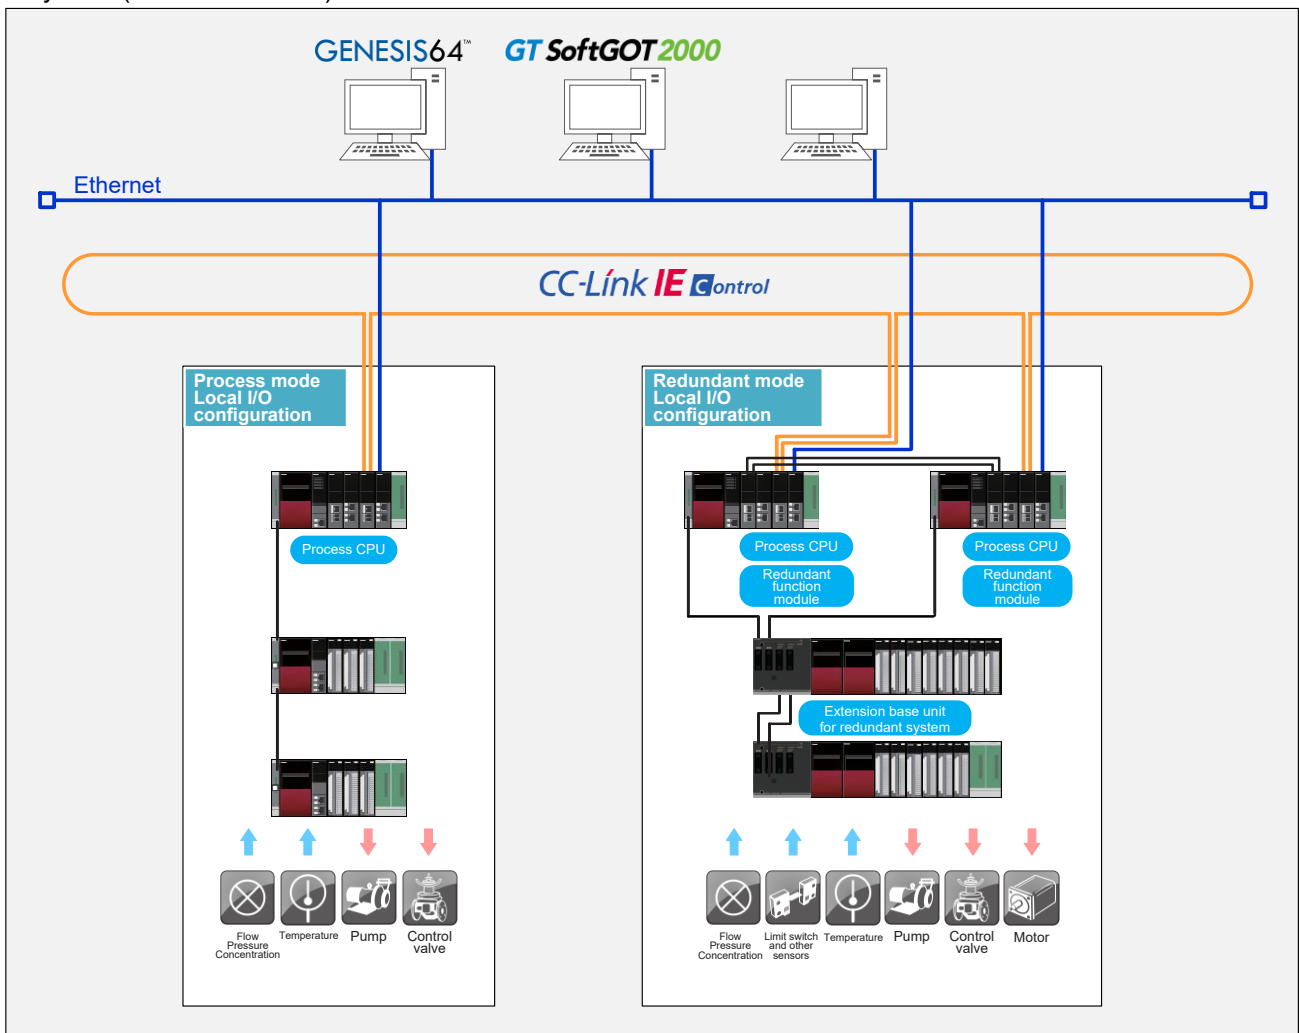 GENESIS64™ GT SoftGOT2000
Ethernet
CC-Link IE Control
Process mode
Local I/O
configuration
Redundant mode
Local I/O
configuration
Process CPU
Process CPU
Redundant
function
module
Process CPU
Redundant
function
module
Extension base unit
for redundant system
Flow
Pressure
Concentration
Temperature
Pump
Control
valve
Flow
Pressure
Concentration
Limit switch
and other
sensors
Temperature
Pump
Control
valve
Motor